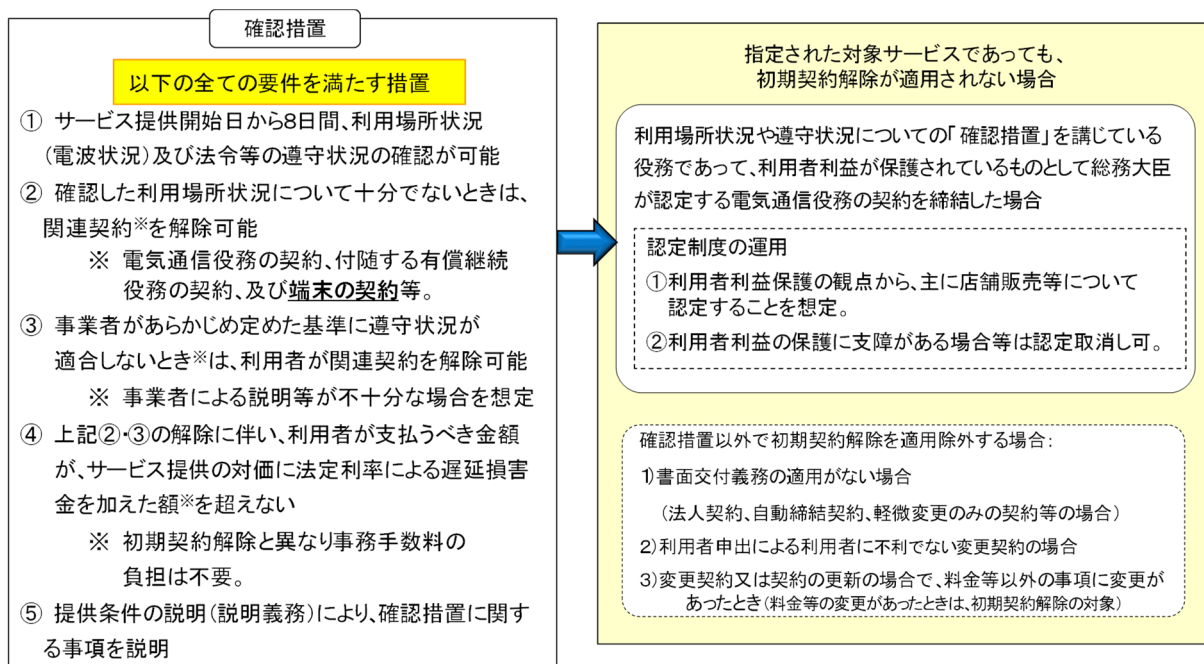 確認措置
以下の全ての要件を満たす措置
① サービス提供開始日から8日間、利用場所状況
(電波状況)及び法令等の遵守状況の確認が可能
② 確認した利用場所状況について十分でないときは、
関連契約※を解除可能
※ 電気通信役務の契約、付随する有償継続
役務の契約、及び端末の契約等。
③ 事業者があらかじめ定めた基準に遵守状況が
適合しないとき※は、利用者が関連契約を解除可能
※ 事業者による説明等が不十分な場合を想定
④ 上記②・③の解除に伴い、利用者が支払うべき金額
が、サービス提供の対価に法定利率による遅延損害
金を加えた額※を超えない
※ 初期契約解除と異なり事務手数料の
負担は不要。
⑤ 提供条件の説明(説明義務)により、確認措置に関す
る事項を説明
指定された対象サービスであっても、
初期契約解除が適用されない場合
利用場所状況や遵守状況についての「確認措置」を講じている
役務であって、利用者利益が保護されているものとして総務大臣
が認定する電気通信役務の契約を締結した場合
認定制度の運用
①利用者利益保護の観点から、主に店舗販売等について
認定することを想定。
②利用者利益の保護に支障がある場合等は認定取消し可。
確認措置以外で初期契約解除を適用除外する場合:
1)書面交付義務の適用がない場合
(法人契約、自動締結契約、軽微変更のみの契約等の場合)
2)利用者申出による利用者に不利でない変更契約の場合
3)変更契約又は契約の更新の場合で、料金等以外の事項に変更が
あったとき(料金等の変更があったときは、初期契約解除の対象)